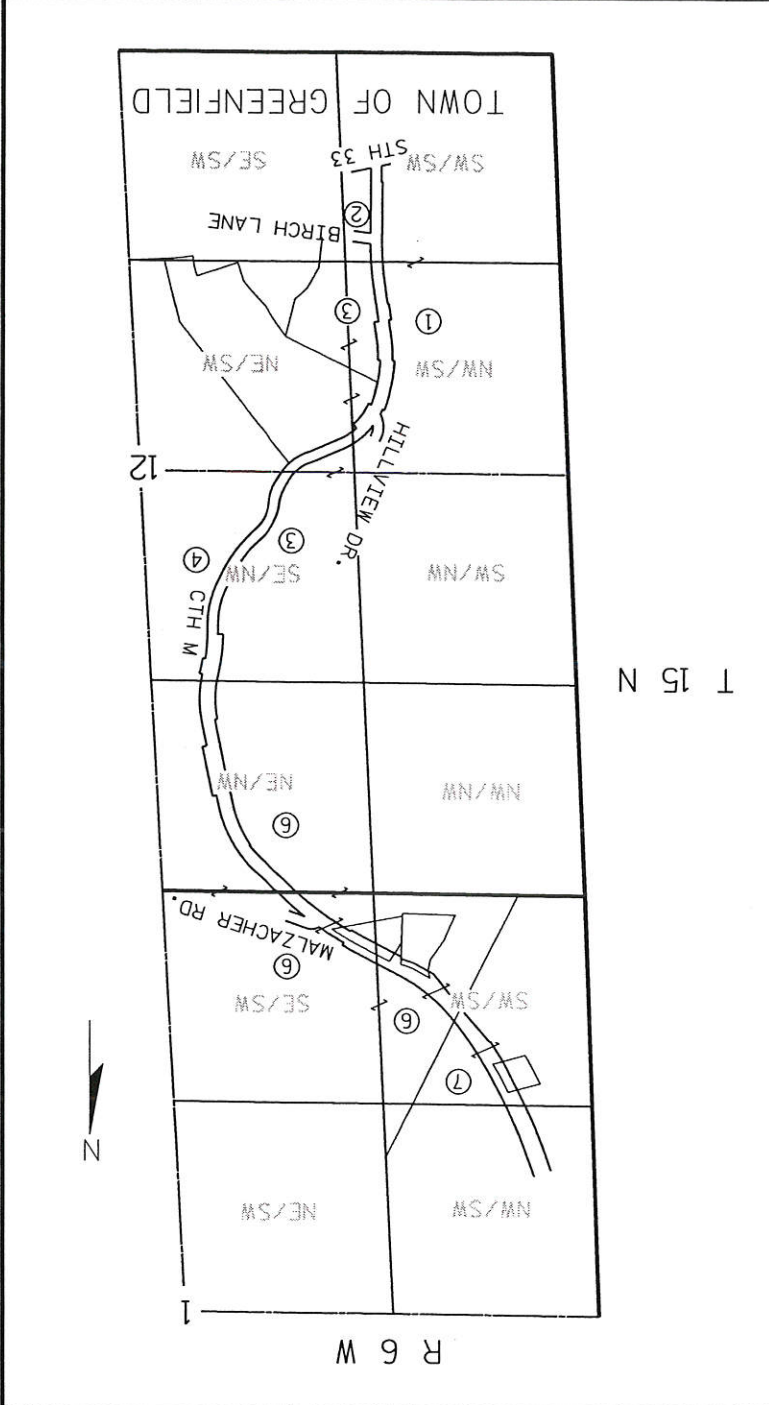 R 6 W
1
NW/SW
NE/SW
N
7
6
SW/SW
SE/SW
6
MALZACHER RD.
6
NW/NW
NE/NW
T 15 N
CTH M
SW/NW
SE/NW
4
3
HILLVIEW DR.
12
NW/SW
NE/SW
1
3
BIRCH LANE
2
STH 33
SW/SW
SE/SW
TOWN OF GREENFIELD